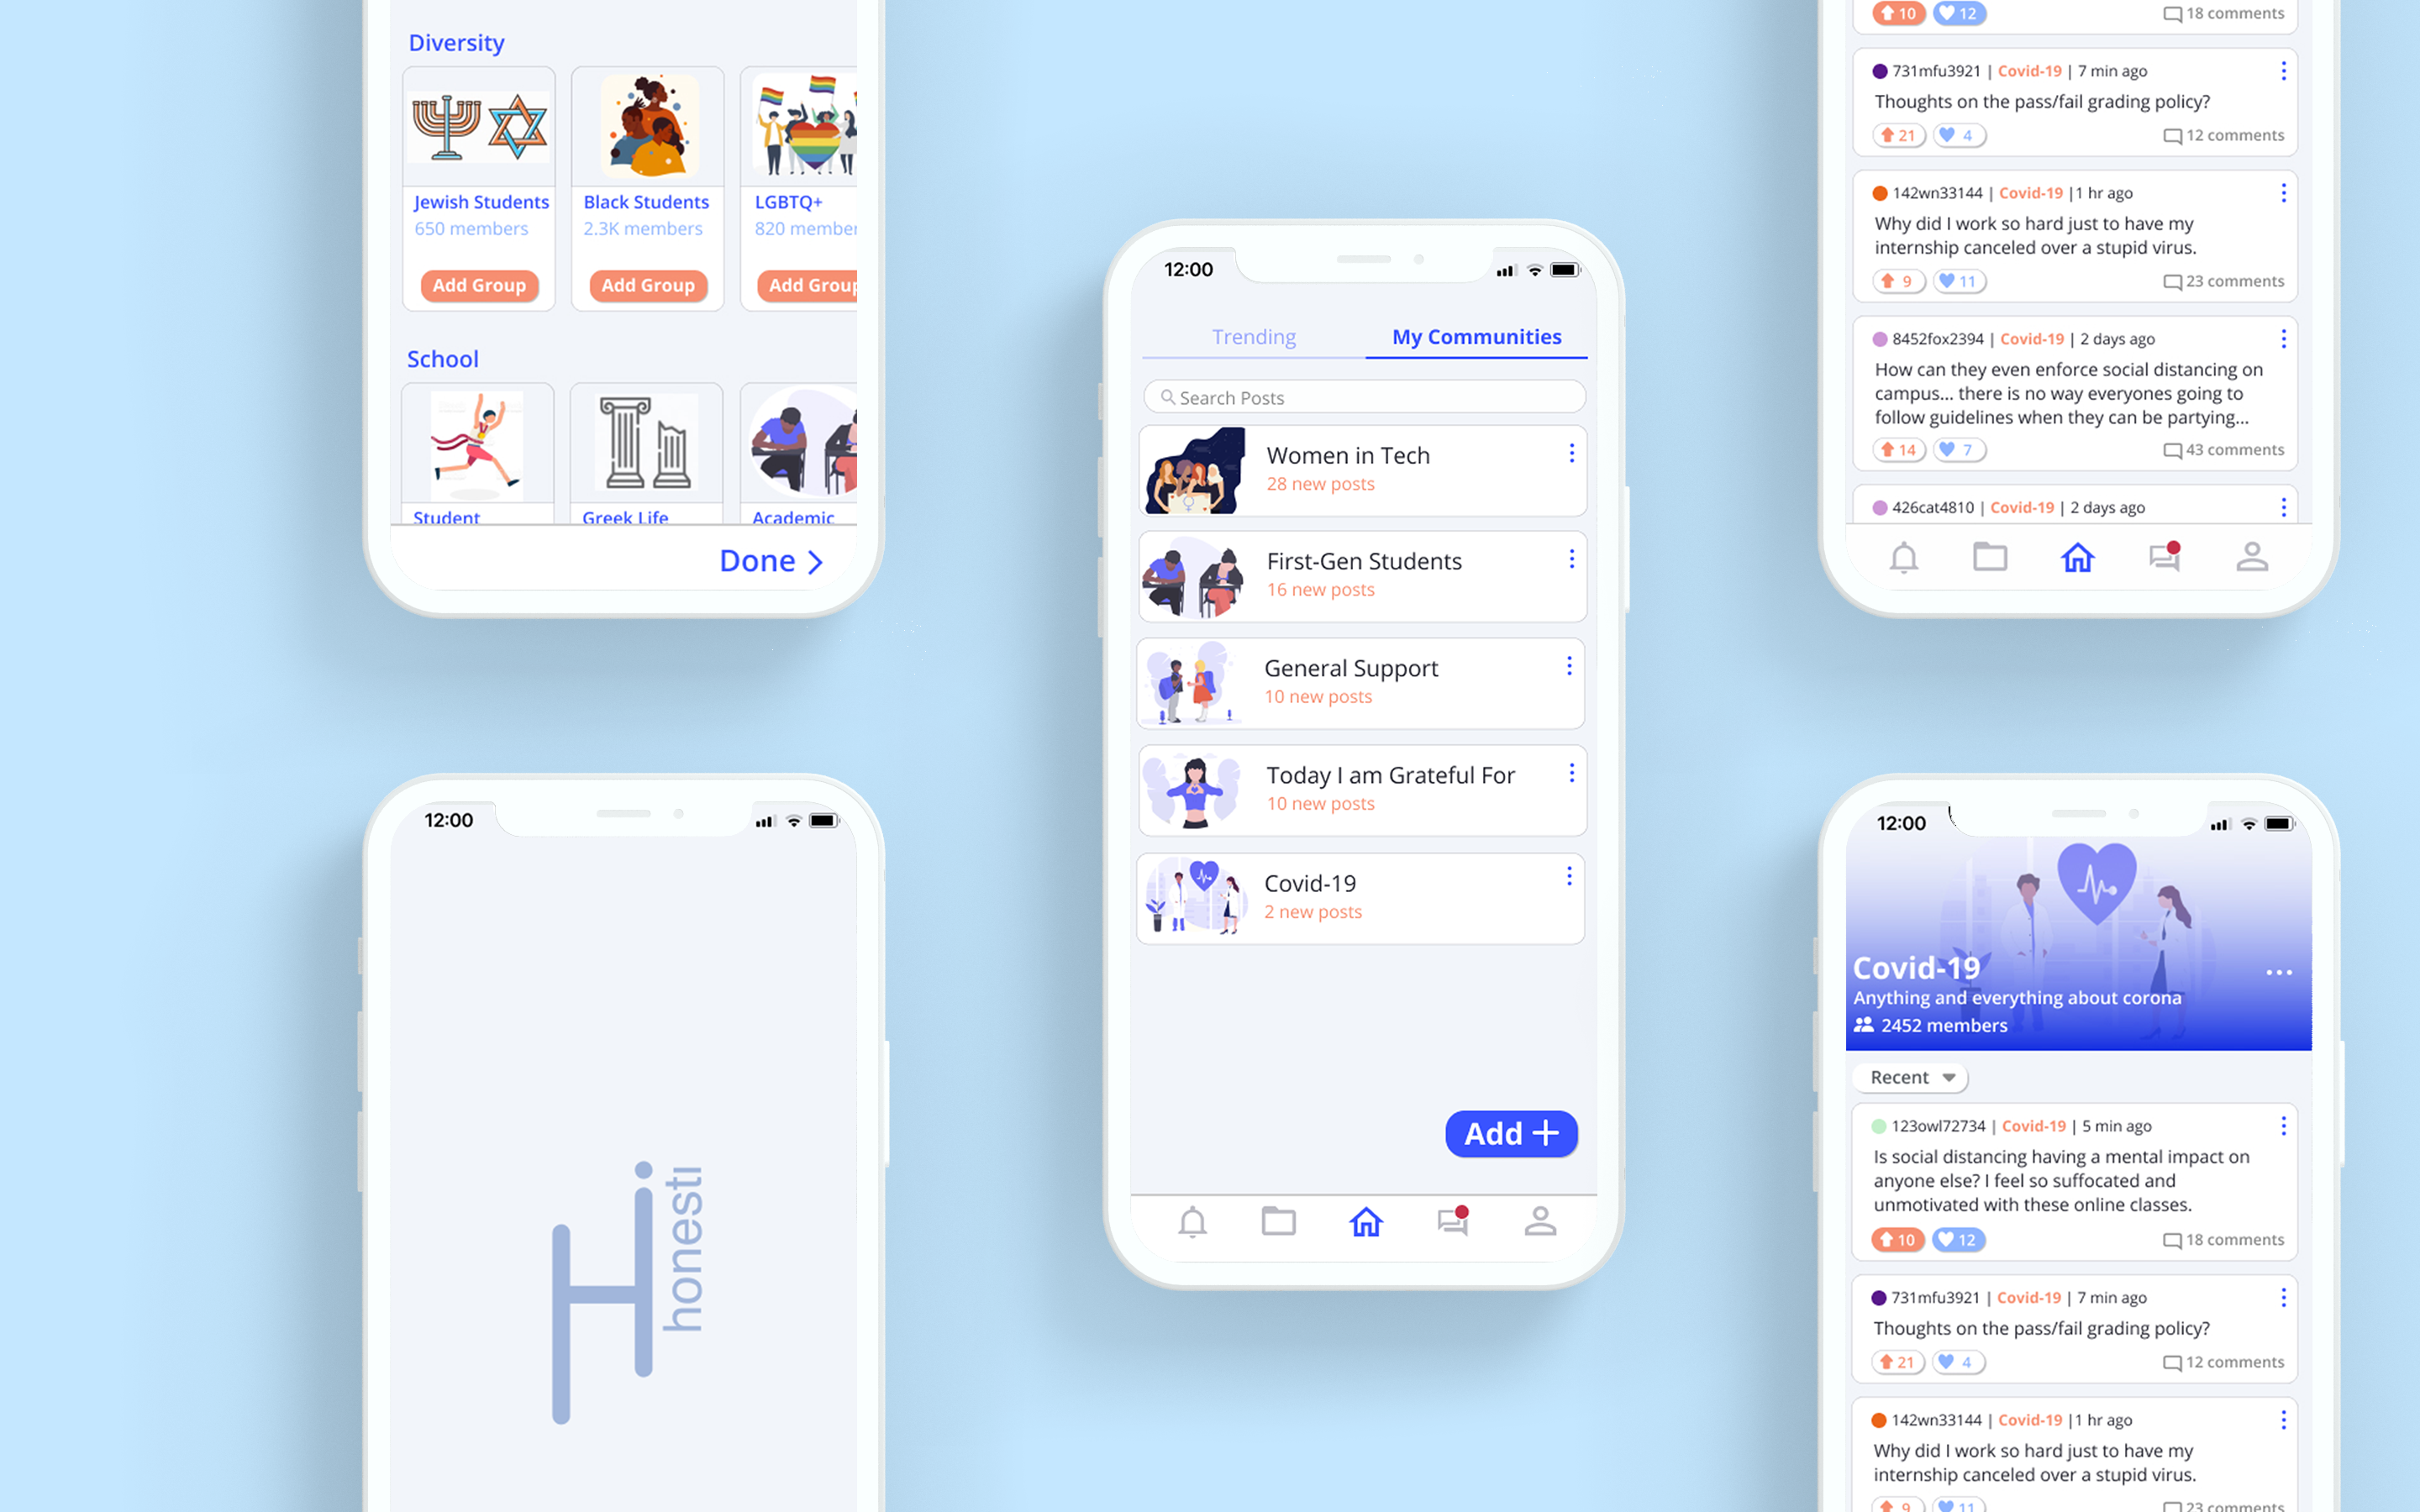 Diversity
Jewish Students
650 members
Add Group
Black Students
2.3K members
Add Group
LGBTQ+
820 member
Add Group
School
Student
Greek Life
Academic
Done
12:00
Hi
honesti
12:00
Trending
My Communities
Search Posts
Women in Tech
28 new posts
First-Gen Students
16 new posts
General Support
10 new posts
Today I am Grateful For
10 new posts
Covid-19
2 new posts
Add +
10 12 18 comments
731mfu3921 | Covid-19 | 7 min ago
Thoughts on the pass/fail grading policy?
21 4 12 comments
142wn33144 | Covid-19 |1 hr ago
Why did I work so hard just to have my
internship canceled over a stupid virus.
9 11 23 comments
8452fox2394 | Covid-19 | 2 days ago
How can they even enforce social distancing on
campus... there is no way everyones going to
follow guidelines when they can be partying...
14 7 43 comments
426cat4810 | Covid-19 | 2 days ago
12:00
Covid-19
Anything and everything about corona
2452 members
Recent
123owl72734 | Covid-19 | 5 min ago
Is social distancing having a mental impact on
anyone else? I feel so suffocated and
unmotivated with these online classes.
10 12 18 comments
731mfu3921 | Covid-19 | 7 min ago
Thoughts on the pass/fail grading policy?
21 4 12 comments
142wn33144 | Covid-19 |1 hr ago
Why did I work so hard just to have my
internship canceled over a stupid virus.
9 11 23 comments